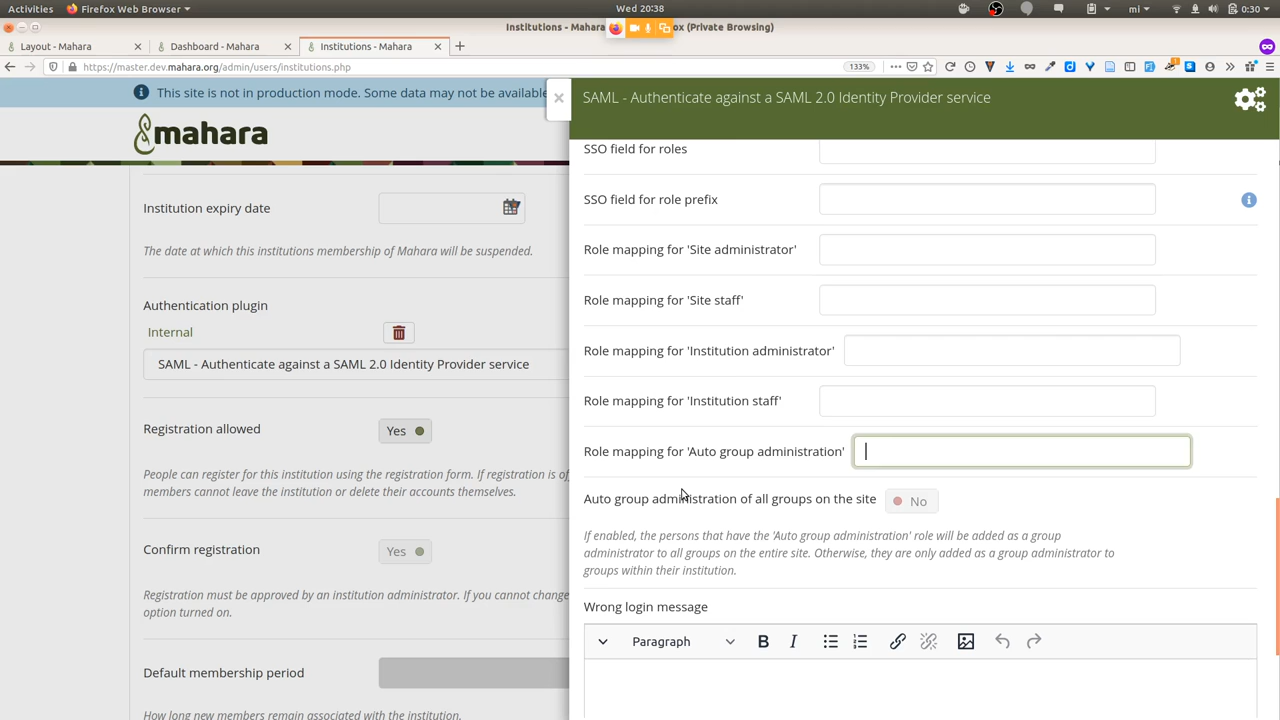 Activities
Firefox Web Browser
Wed 20:38
mi
0:30
Institutions - Mahara
ox (Private Browsing)
Layout - Mahara
Dashboard - Mahara
Institutions - Mahara
https://master.dev.mahara.org/admin/users/institutions.php
133%
This site is not in production mode. Some data may not be available
mahara
Institution expiry date
The date at which this institutions membership of Mahara will be suspended.
Authentication plugin
Internal
SAML - Authenticate against a SAML 2.0 Identity Provider service
Registration allowed
Yes
People can register for this institution using the registration form. If registration is of
members cannot leave the institution or delete their accounts themselves.
Confirm registration
Yes
Registration must be approved by an institution administrator. If you cannot change
option turned on.
Default membership period
How long new members remain associated with the institution.
SAML - Authenticate against a SAML 2.0 Identity Provider service
SSO field for roles
SSO field for role prefix
Role mapping for 'Site administrator'
Role mapping for 'Site staff'
Role mapping for 'Institution administrator'
Role mapping for 'Institution staff'
Role mapping for 'Auto group administration'
Auto group administration of all groups on the site
No
If enabled, the persons that have the 'Auto group administration' role will be added as a group
administrator to all groups on the entire site. Otherwise, they are only added as a group administrator to
groups within their institution.
Wrong login message
Paragraph
B
I